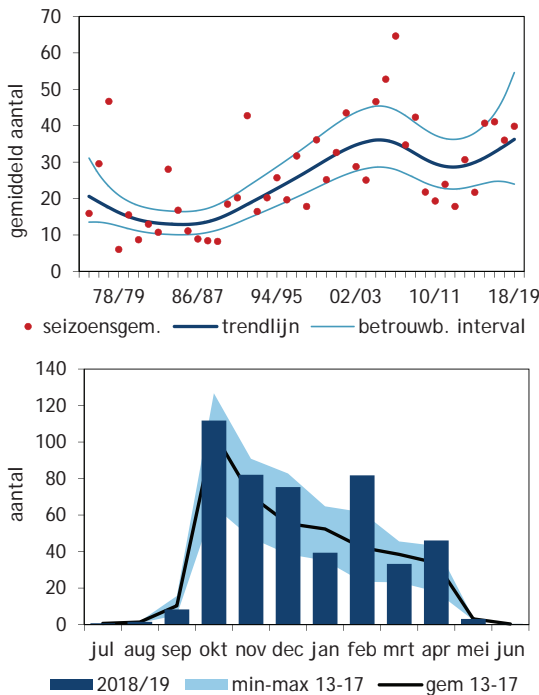 70
60
50
40
30
20
10
0
gemiddeld aantal
78/79 86/87 94/95 02/03 10/11 18/19
seizoensgem. trendlijn betrouwb. interval
140
120
100
80
60
40
20
0
aantal
jul aug sep okt nov dec jan feb mrt apr mei jun
2018/19 min-max 13-17 gem 13-17